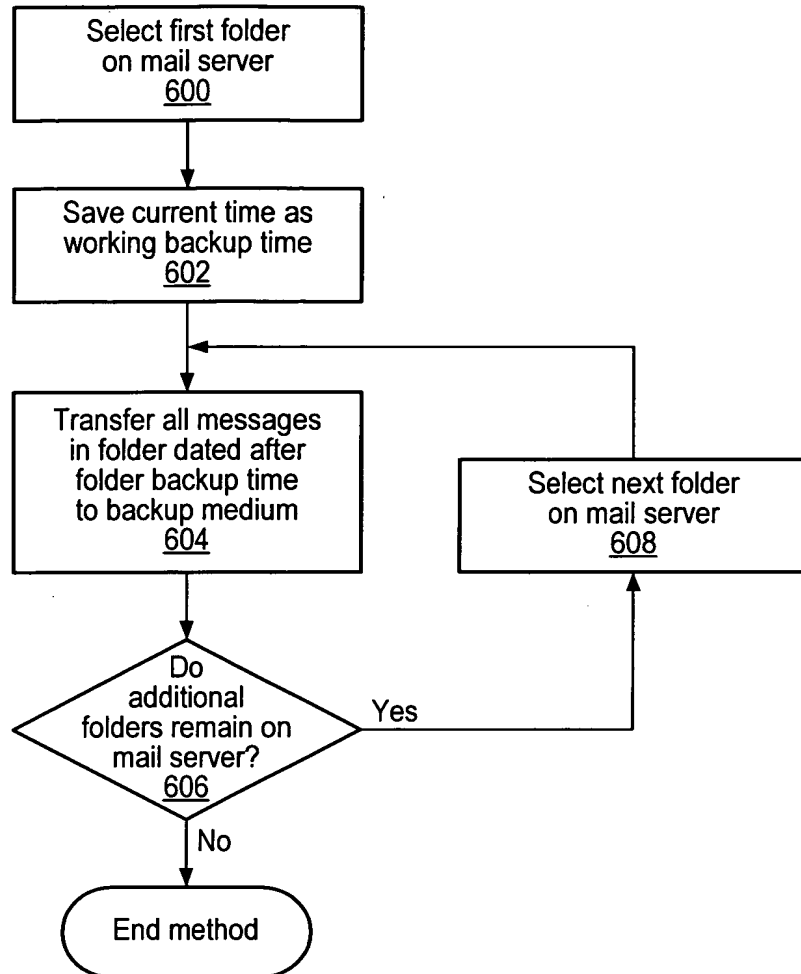 Select first folder
on mail server
600
Save current time as
working backup time
602
Transfer all messages
in folder dated after
folder backup time
to backup medium
604
Select next folder
on mail server
608
Do
additional
folders remain on
mail server?
606
Yes
No
End method